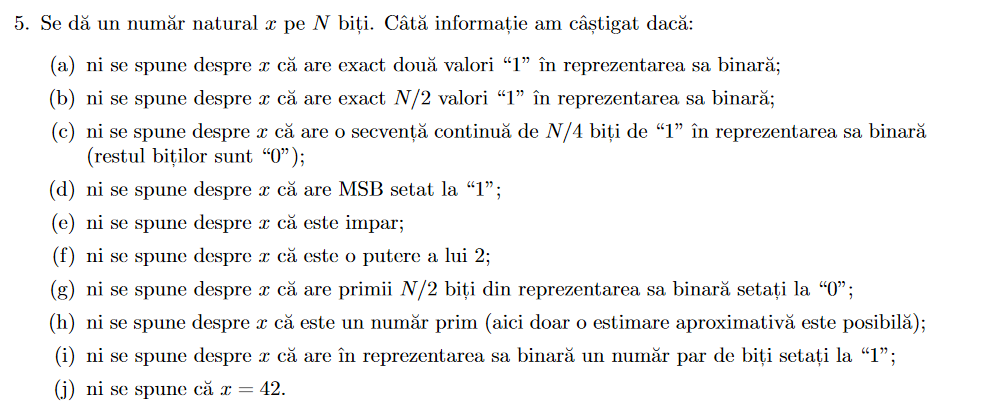 5. Se dă un număr natural x pe N biți. Câtă informație am câștigat dacă:
(a) ni se spune despre x că are exact două valori “1” în reprezentarea sa binară;
(b) ni se spune despre x că are exact N/2 valori “1” în reprezentarea sa binară;
(c) ni se spune despre x că are o secvență continuă de N/4 biți de “1” în reprezentarea sa binară
(restul biților sunt “0”);
(d) ni se spune despre x că are MSB setat la “1”;
(e) ni se spune despre x că este impar;
(f) ni se spune despre x că este o putere a lui 2;
(g) ni se spune despre x că are primii N/2 biți din reprezentarea sa binară setați la “0”;
(h) ni se spune despre x că este un număr prim (aici doar o estimare aproximativă este posibilă);
(i) ni se spune despre x că are în reprezentarea sa binară un număr par de biți setați la “1”;
(j) ni se spune că x = 42.